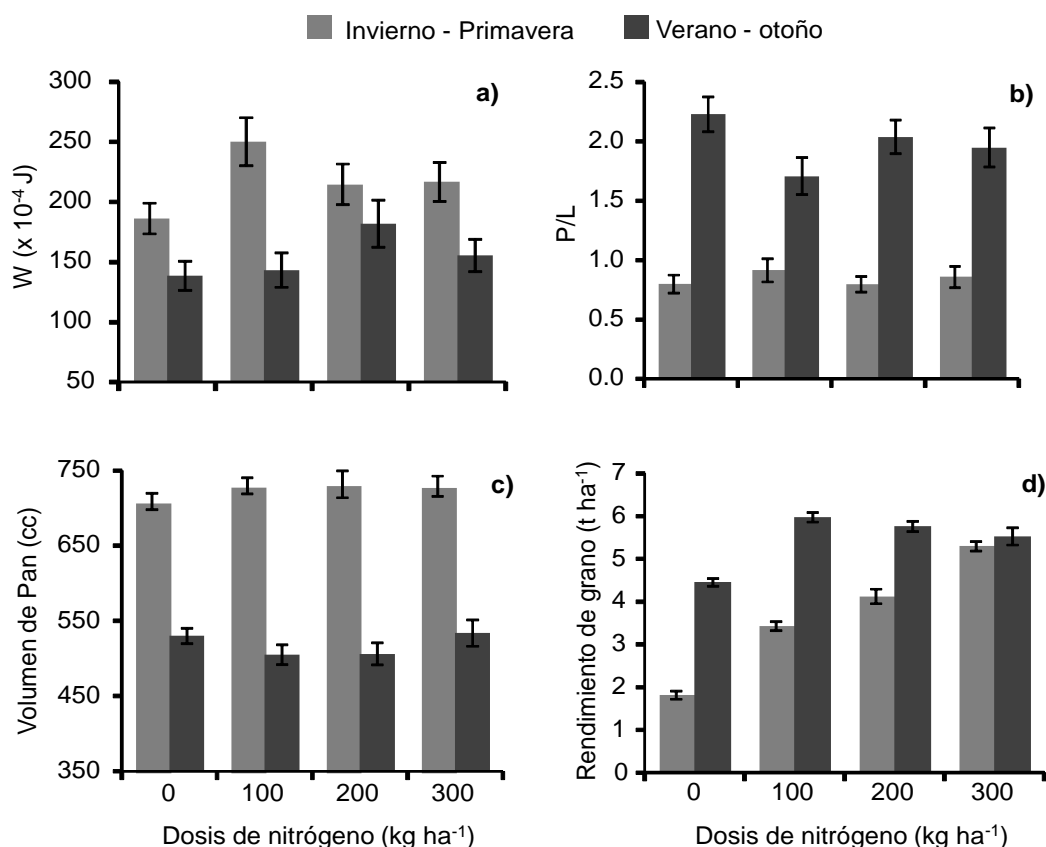 Invierno - Primavera
Verano - otoño
a)
W (x 10⁻⁴ J)
300
250
200
150
100
50
b)
P/L
2.5
2.0
1.5
1.0
0.5
0.0
c)
Volumen de Pan (cc)
750
650
550
450
350
0 100 200 300
Dosis de nitrógeno (kg ha⁻¹)
d)
Rendimiento de grano (t ha⁻¹)
7
6
5
4
3
2
1
0
0 100 200 300
Dosis de nitrógeno (kg ha⁻¹)